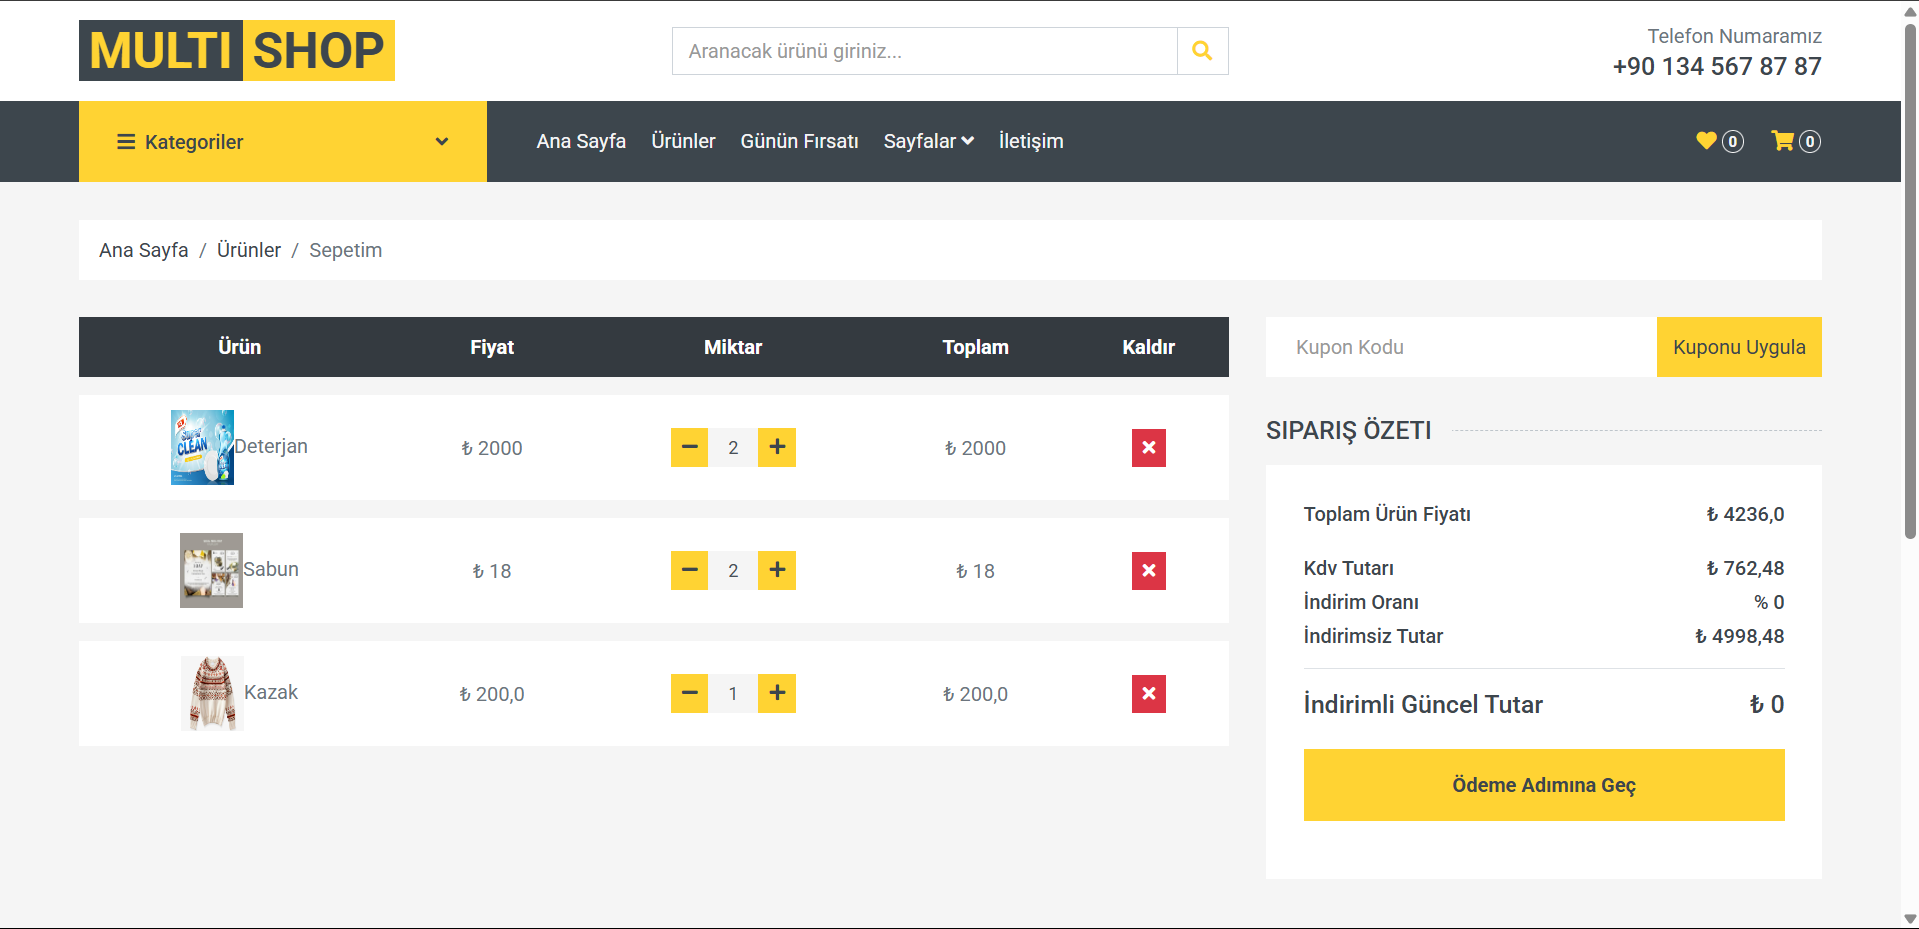 MULTI SHOP
Aranacak ürünü giriniz...
Telefon Numaramız
+90 134 567 87 87
Kategoriler
Ana Sayfa Ürünler Günün Fırsatı Sayfalar İletişim
0 0
Ana Sayfa / Ürünler / Sepetim
Ürün Fiyat Miktar Toplam Kaldır
CLEAN
Deterjan ₺ 2000 2 ₺ 2000
Sabun ₺ 18 2 ₺ 18
Kazak ₺ 200,0 1 ₺ 200,0
Kupon Kodu Kuponu Uygula
SIPARIŞ ÖZETI
Toplam Ürün Fiyatı ₺ 4236,0
Kdv Tutarı ₺ 762,48
İndirim Oranı % 0
İndirimsiz Tutar ₺ 4998,48
İndirimli Güncel Tutar ₺ 0
Ödeme Adımına Geç